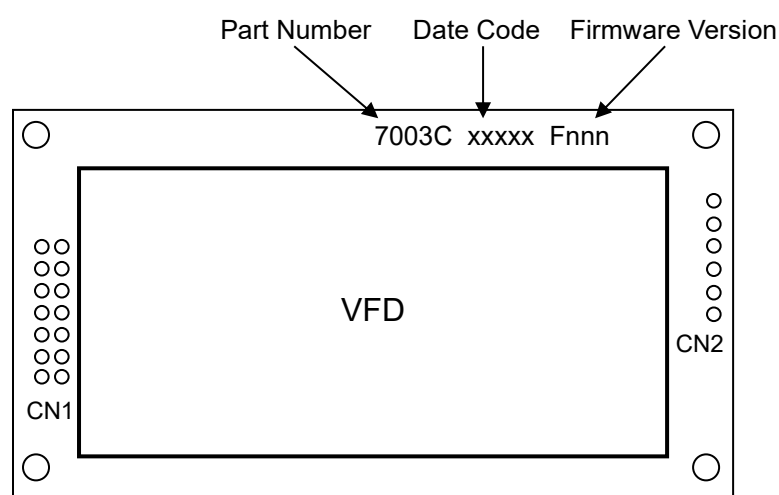 Part Number Date Code Firmware Version
7003C xxxxx Fnnn
VFD
CN2
CN1